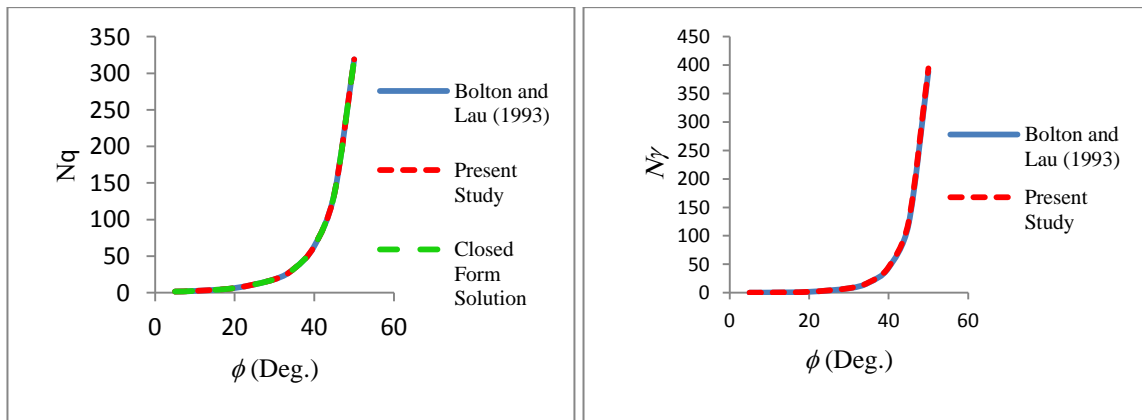 350
300
250
200
150
100
50
0
Nq
0 20 40 60
ϕ (Deg.)
Bolton and
Lau (1993)
Present
Study
Closed
Form
Solution
450
400
350
300
250
200
150
100
50
0
Nγ
0 20 40 60
ϕ (Deg.)
Bolton and
Lau (1993)
Present
Study